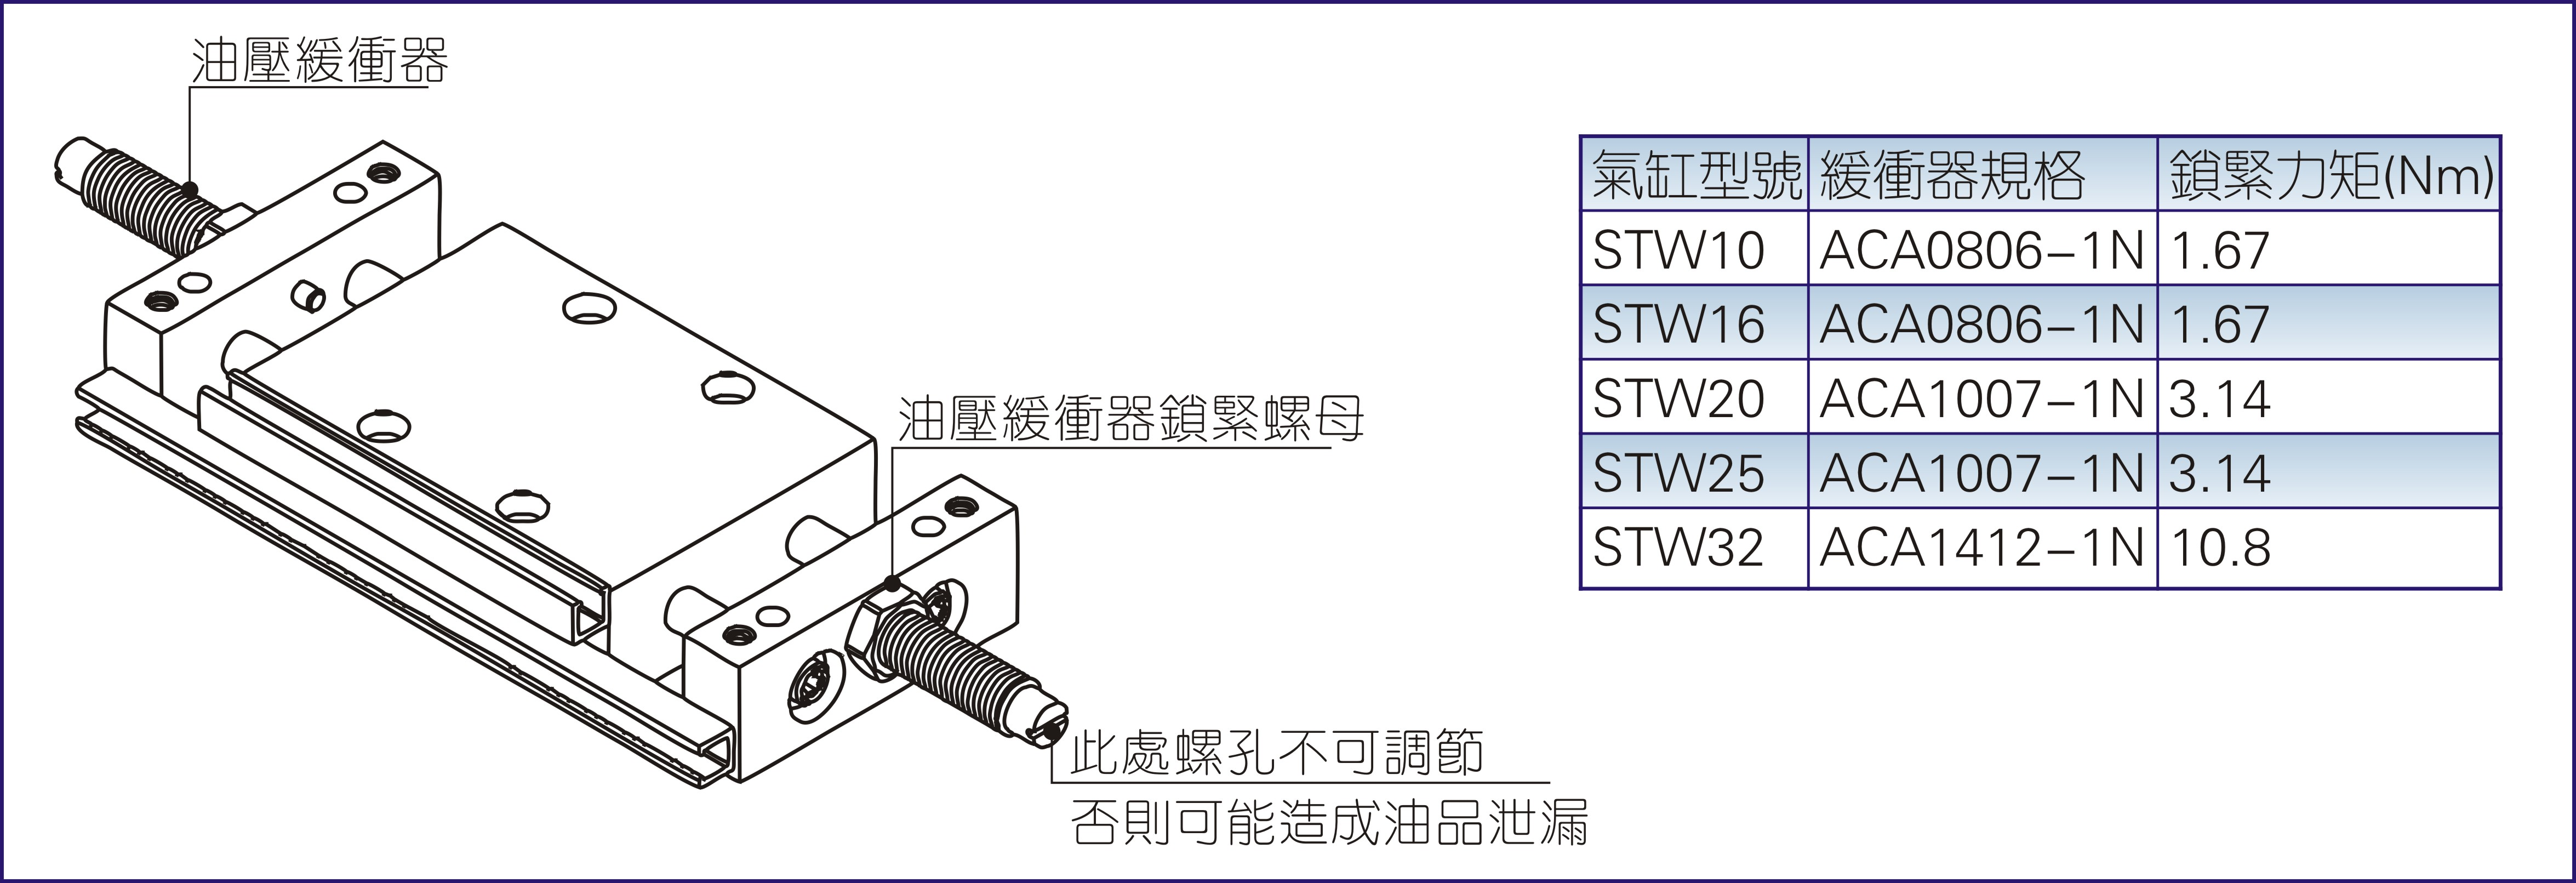 油壓緩衝器
油壓緩衝器鎖緊螺母
此處螺孔不可調節
否則可能造成油品泄漏
氣缸型號 緩衝器規格 鎖緊力矩(Nm)
STW10 ACA0806-1N 1.67
STW16 ACA0806-1N 1.67
STW20 ACA1007-1N 3.14
STW25 ACA1007-1N 3.14
STW32 ACA1412-1N 10.8